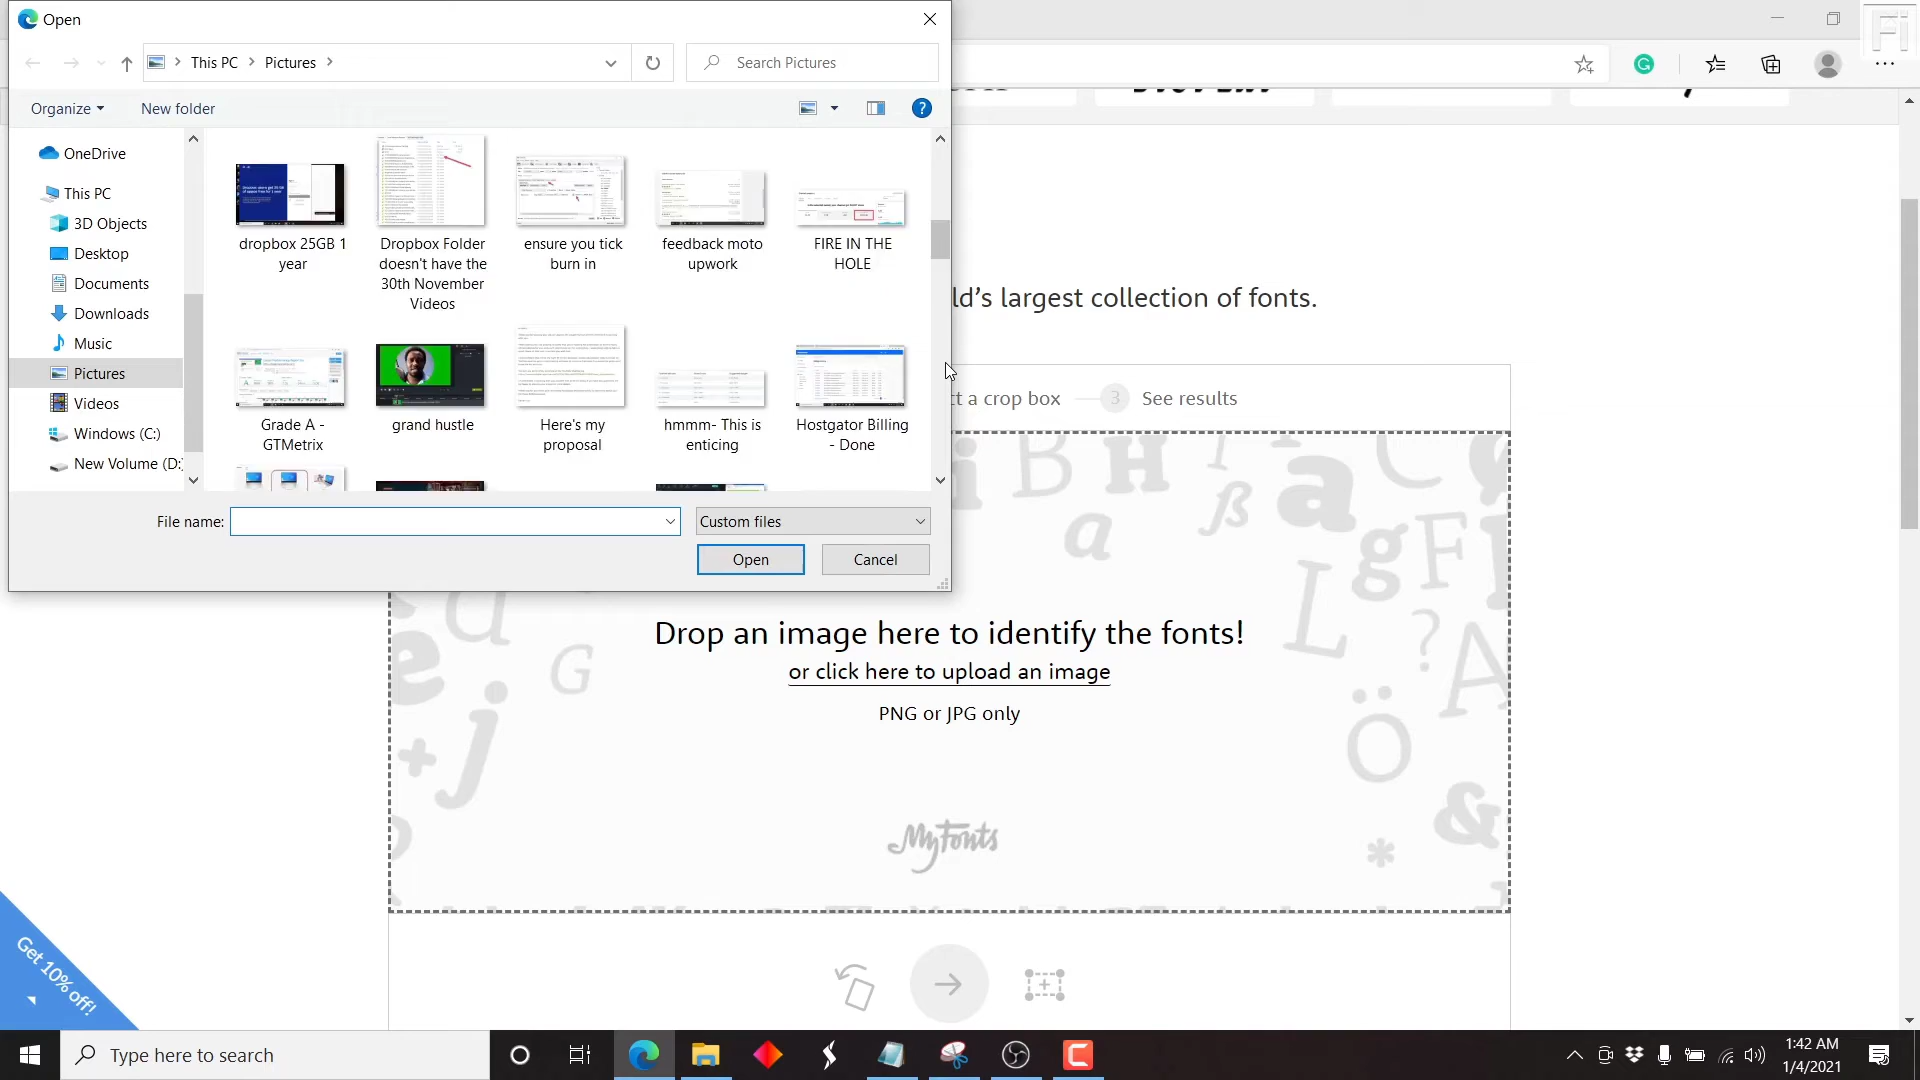 Open
This PC
Pictures
Search Pictures
Organize
New folder
OneDrive
This PC
3D Objects
Desktop
Documents
Downloads
Music
Pictures
Videos
Windows (C:)
New Volume (D:
dropbox 25GB 1
year
Dropbox Folder
doesn't have the
30th November
Videos
ensure you tick
burn in
feedback moto
upwork
FIRE IN THE
HOLE
Grade A -
GTMetrix
grand hustle
Here's my
proposal
hmmm- This is
enticing
Hostgator Billing
- Done
File name:
Custom files
Open
Cancel
ld's largest collection of fonts.
ct a crop box
3
See results
Drop an image here to identify the fonts!
or click here to upload an image
PNG or JPG only
MyFonts
Get 10% off!
Type here to search
1:42 AM
1/4/2021